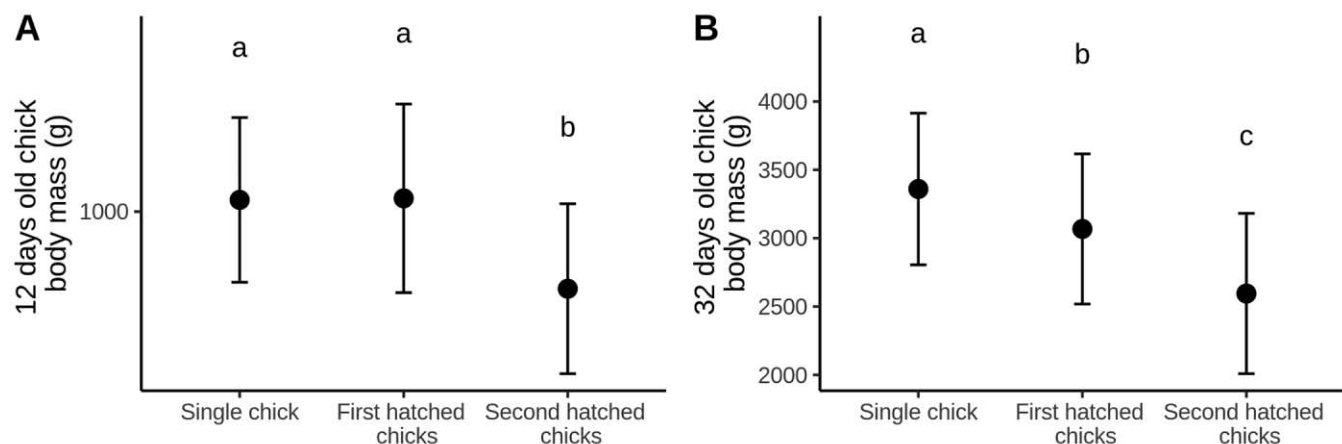 A
a
a
b
12 days old chick
body mass (g)
1000
Single chick
First hatched
chicks
Second hatched
chicks
B
a
b
c
32 days old chick
body mass (g)
4000
3500
3000
2500
2000
Single chick
First hatched
chicks
Second hatched
chicks